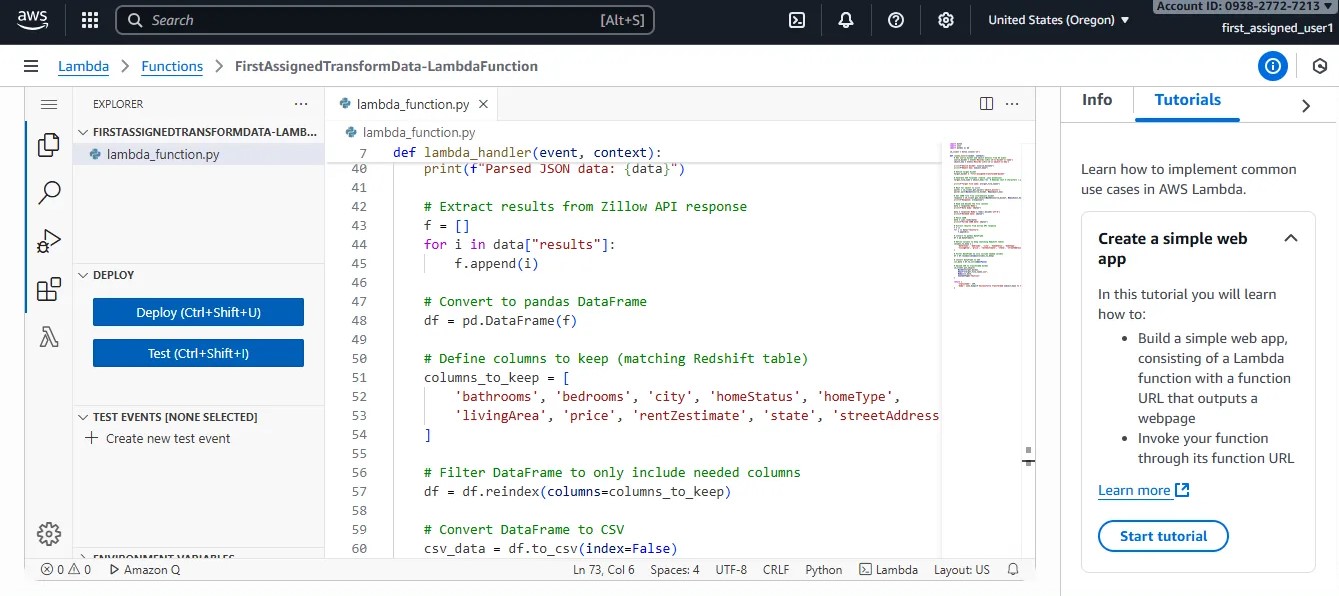 aws
Search [Alt+S]
United States (Oregon) ▼
Account ID: 0938-2772-7213 ▼
first_assigned_user1
Lambda > Functions > FirstAssignedTransformData-LambdaFunction
EXPLORER ...
FIRSTASSIGNEDTRANSFORMDATA-LAMB...
lambda_function.py
DEPLOY
Deploy (Ctrl+Shift+U)
Test (Ctrl+Shift+I)
TEST EVENTS [NONE SELECTED]
+ Create new test event
ENVIRONMENT VARIABLES
lambda_function.py ×
lambda_function.py
7 def lambda_handler(event, context):
40 print(f"Parsed JSON data: {data}")
41
42 # Extract results from Zillow API response
43 f = []
44 for i in data["results"]:
45 f.append(i)
46
47 # Convert to pandas DataFrame
48 df = pd.DataFrame(f)
49
50 # Define columns to keep (matching Redshift table)
51 columns_to_keep = [
52 'bathrooms', 'bedrooms', 'city', 'homeStatus', 'homeType',
53 'livingArea', 'price', 'rentZestimate', 'state', 'streetAddress
54 ]
55
56 # Filter DataFrame to only include needed columns
57 df = df.reindex(columns=columns_to_keep)
58
59 # Convert DataFrame to CSV
60 csv_data = df.to_csv(index=False)
0 0 Amazon Q
Ln 73, Col 6 Spaces: 4 UTF-8 CRLF Python Lambda Layout: US
Info Tutorials
Learn how to implement common
use cases in AWS Lambda.
Create a simple web
app
In this tutorial you will learn
how to:
• Build a simple web app,
consisting of a Lambda
function with a function
URL that outputs a
webpage
• Invoke your function
through its function URL
Learn more
Start tutorial